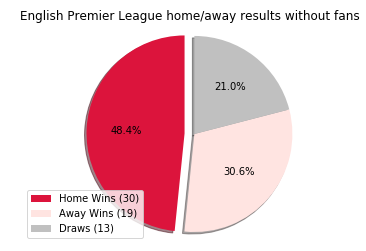 English Premier League home/away results without fans
21.0%
48.4%
30.6%
Home Wins (30)
Away Wins (19)
Draws (13)